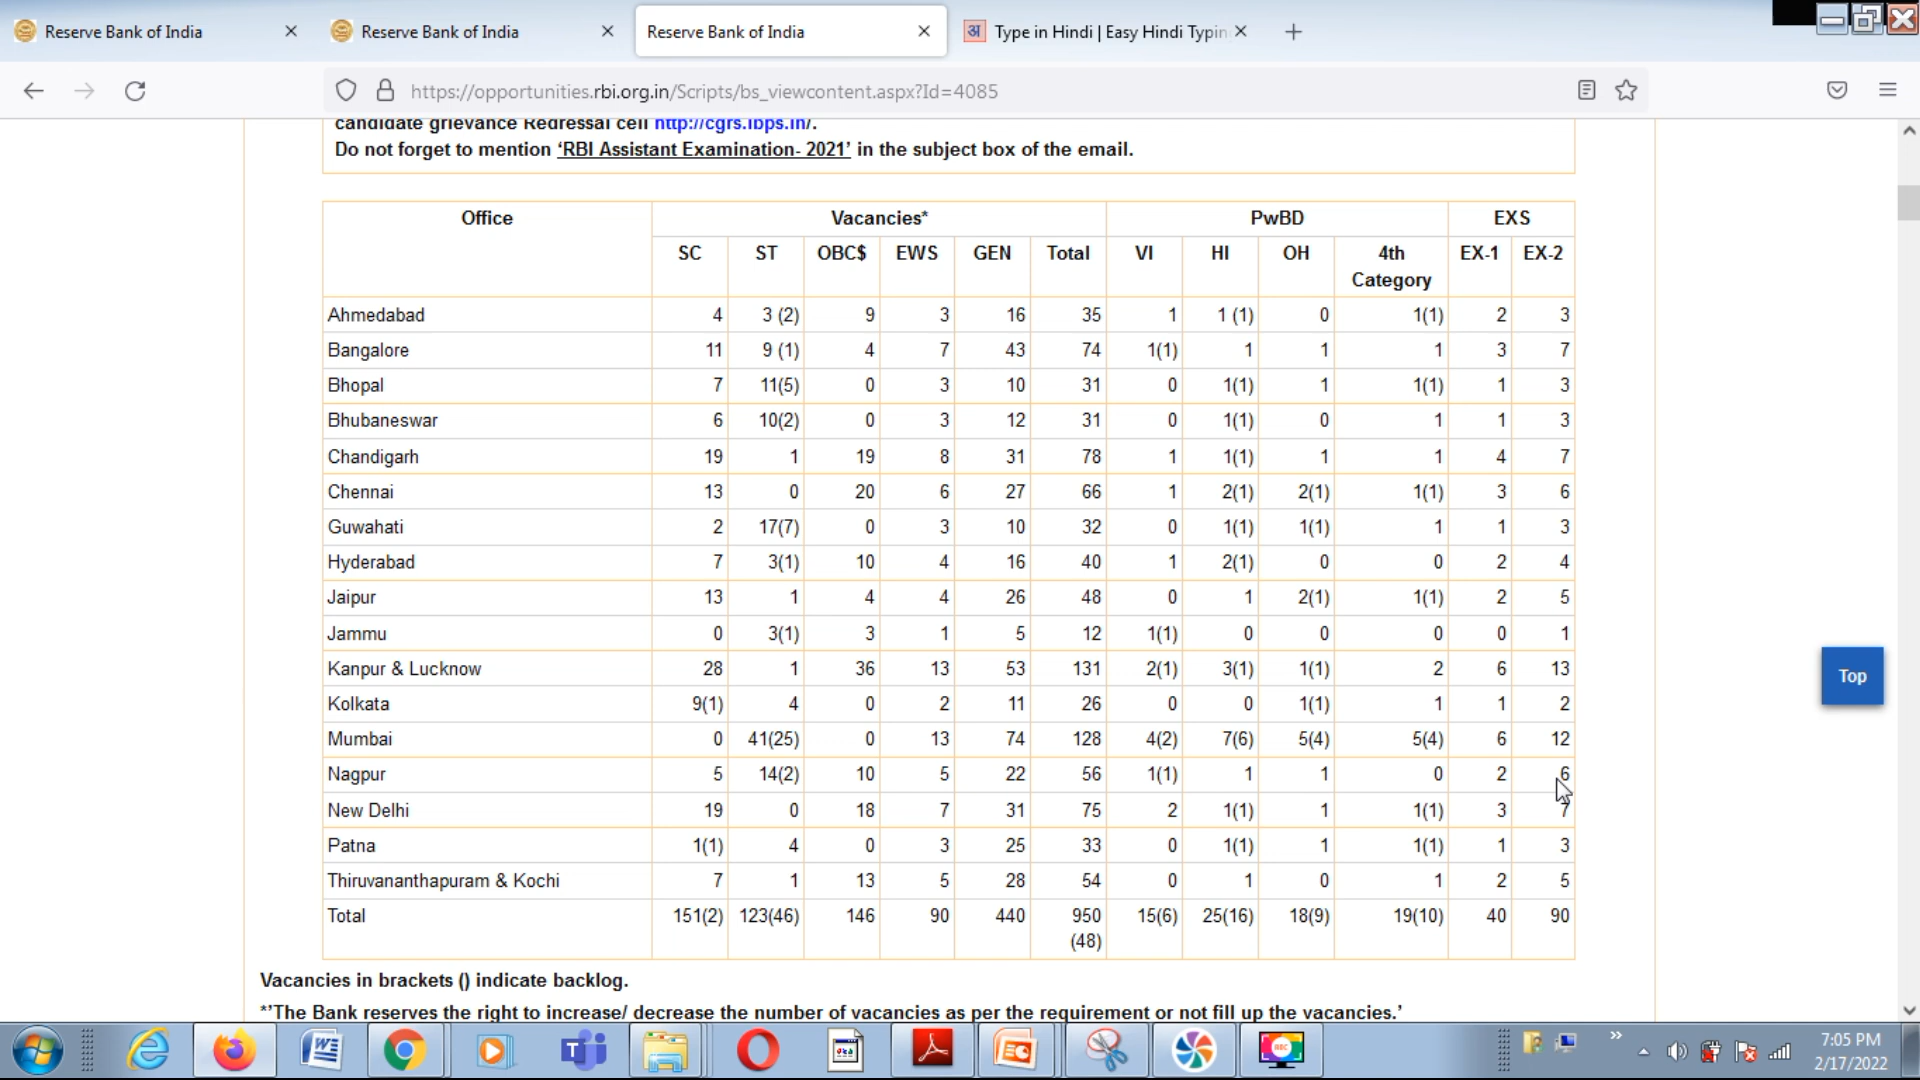 Reserve Bank of India
Reserve Bank of India
Reserve Bank of India
अ Type in Hindi | Easy Hindi Typin
https://opportunities.rbi.org.in/Scripts/bs_viewcontent.aspx?Id=4085
candidate grievance Redressal cell http://cgrs.ibps.in/.
Do not forget to mention ‘RBI Assistant Examination- 2021’ in the subject box of the email.
Office Vacancies* PwBD EXS
SC ST OBC$ EWS GEN Total VI HI OH 4th Category EX-1 EX-2
Ahmedabad 4 3 (2) 9 3 16 35 1 1 (1) 0 1(1) 2 3
Bangalore 11 9 (1) 4 7 43 74 1(1) 1 1 1 3 7
Bhopal 7 11(5) 0 3 10 31 0 1(1) 1 1(1) 1 3
Bhubaneswar 6 10(2) 0 3 12 31 0 1(1) 0 1 1 3
Chandigarh 19 1 19 8 31 78 1 1(1) 1 1 4 7
Chennai 13 0 20 6 27 66 1 2(1) 2(1) 1(1) 3 6
Guwahati 2 17(7) 0 3 10 32 0 1(1) 1(1) 1 1 3
Hyderabad 7 3(1) 10 4 16 40 1 2(1) 0 0 2 4
Jaipur 13 1 4 4 26 48 0 1 2(1) 1(1) 2 5
Jammu 0 3(1) 3 1 5 12 1(1) 0 0 0 0 1
Kanpur & Lucknow 28 1 36 13 53 131 2(1) 3(1) 1(1) 2 6 13
Kolkata 9(1) 4 0 2 11 26 0 0 1(1) 1 1 2
Mumbai 0 41(25) 0 13 74 128 4(2) 7(6) 5(4) 5(4) 6 12
Nagpur 5 14(2) 10 5 22 56 1(1) 1 1 0 2 6
New Delhi 19 0 18 7 31 75 2 1(1) 1 1(1) 3 7
Patna 1(1) 4 0 3 25 33 0 1(1) 1 1(1) 1 3
Thiruvananthapuram & Kochi 7 1 13 5 28 54 0 1 0 1 2 5
Total 151(2) 123(46) 146 90 440 950 (48) 15(6) 25(16) 18(9) 19(10) 40 90
Vacancies in brackets () indicate backlog.
*’The Bank reserves the right to increase/ decrease the number of vacancies as per the requirement or not fill up the vacancies.’
Top
7:05 PM
2/17/2022